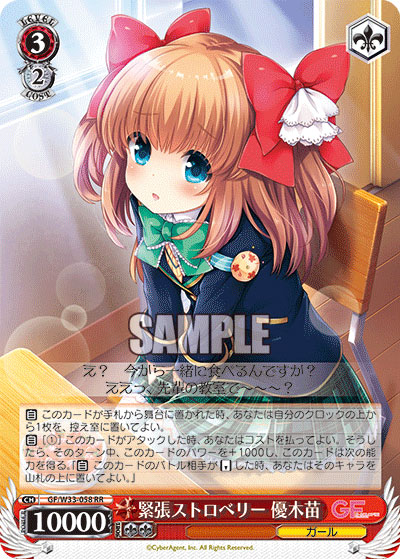 LEVEL
3
2
COST
SAMPLE
え? 今から一緒に食べるんですか?
ええっ、先輩の教室で~~~?
自 このカードが手札から舞台に置かれた時、あなたは自分のクロックの上か
ら1枚を、控え室に置いてよい。
自 [(1)] このカードがアタックした時、あなたはコストを払ってよい。そうした
ら、そのターン中、このカードのパワーを+1000し、このカードは次の能
力を得る。『自 このカードのバトル相手が した時、あなたはそのキャラを
山札の上に置いてよい。』
CH GF/W33-058 RR
緊張ストロベリー 優木苗
GF
10000
ガール
©CyberAgent, Inc. All Rights Reserved.